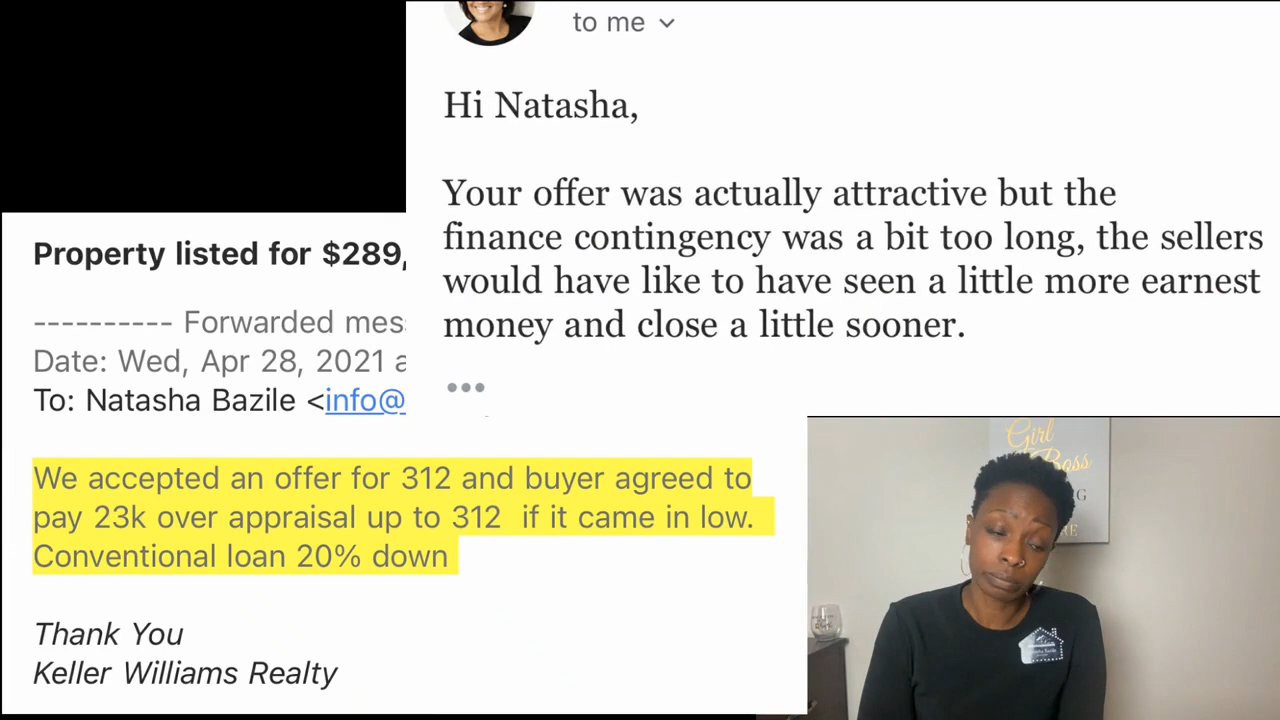 to me
Hi Natasha,
Your offer was actually attractive but the
finance contingency was a bit too long, the sellers
would have like to have seen a little more earnest
money and close a little sooner.
Property listed for $289,
---------- Forwarded mes
Date: Wed, Apr 28, 2021 a
To: Natasha Bazile <info@
We accepted an offer for 312 and buyer agreed to
pay 23k over appraisal up to 312 if it came in low.
Conventional loan 20% down
Thank You
Keller Williams Realty
Girl
Boss